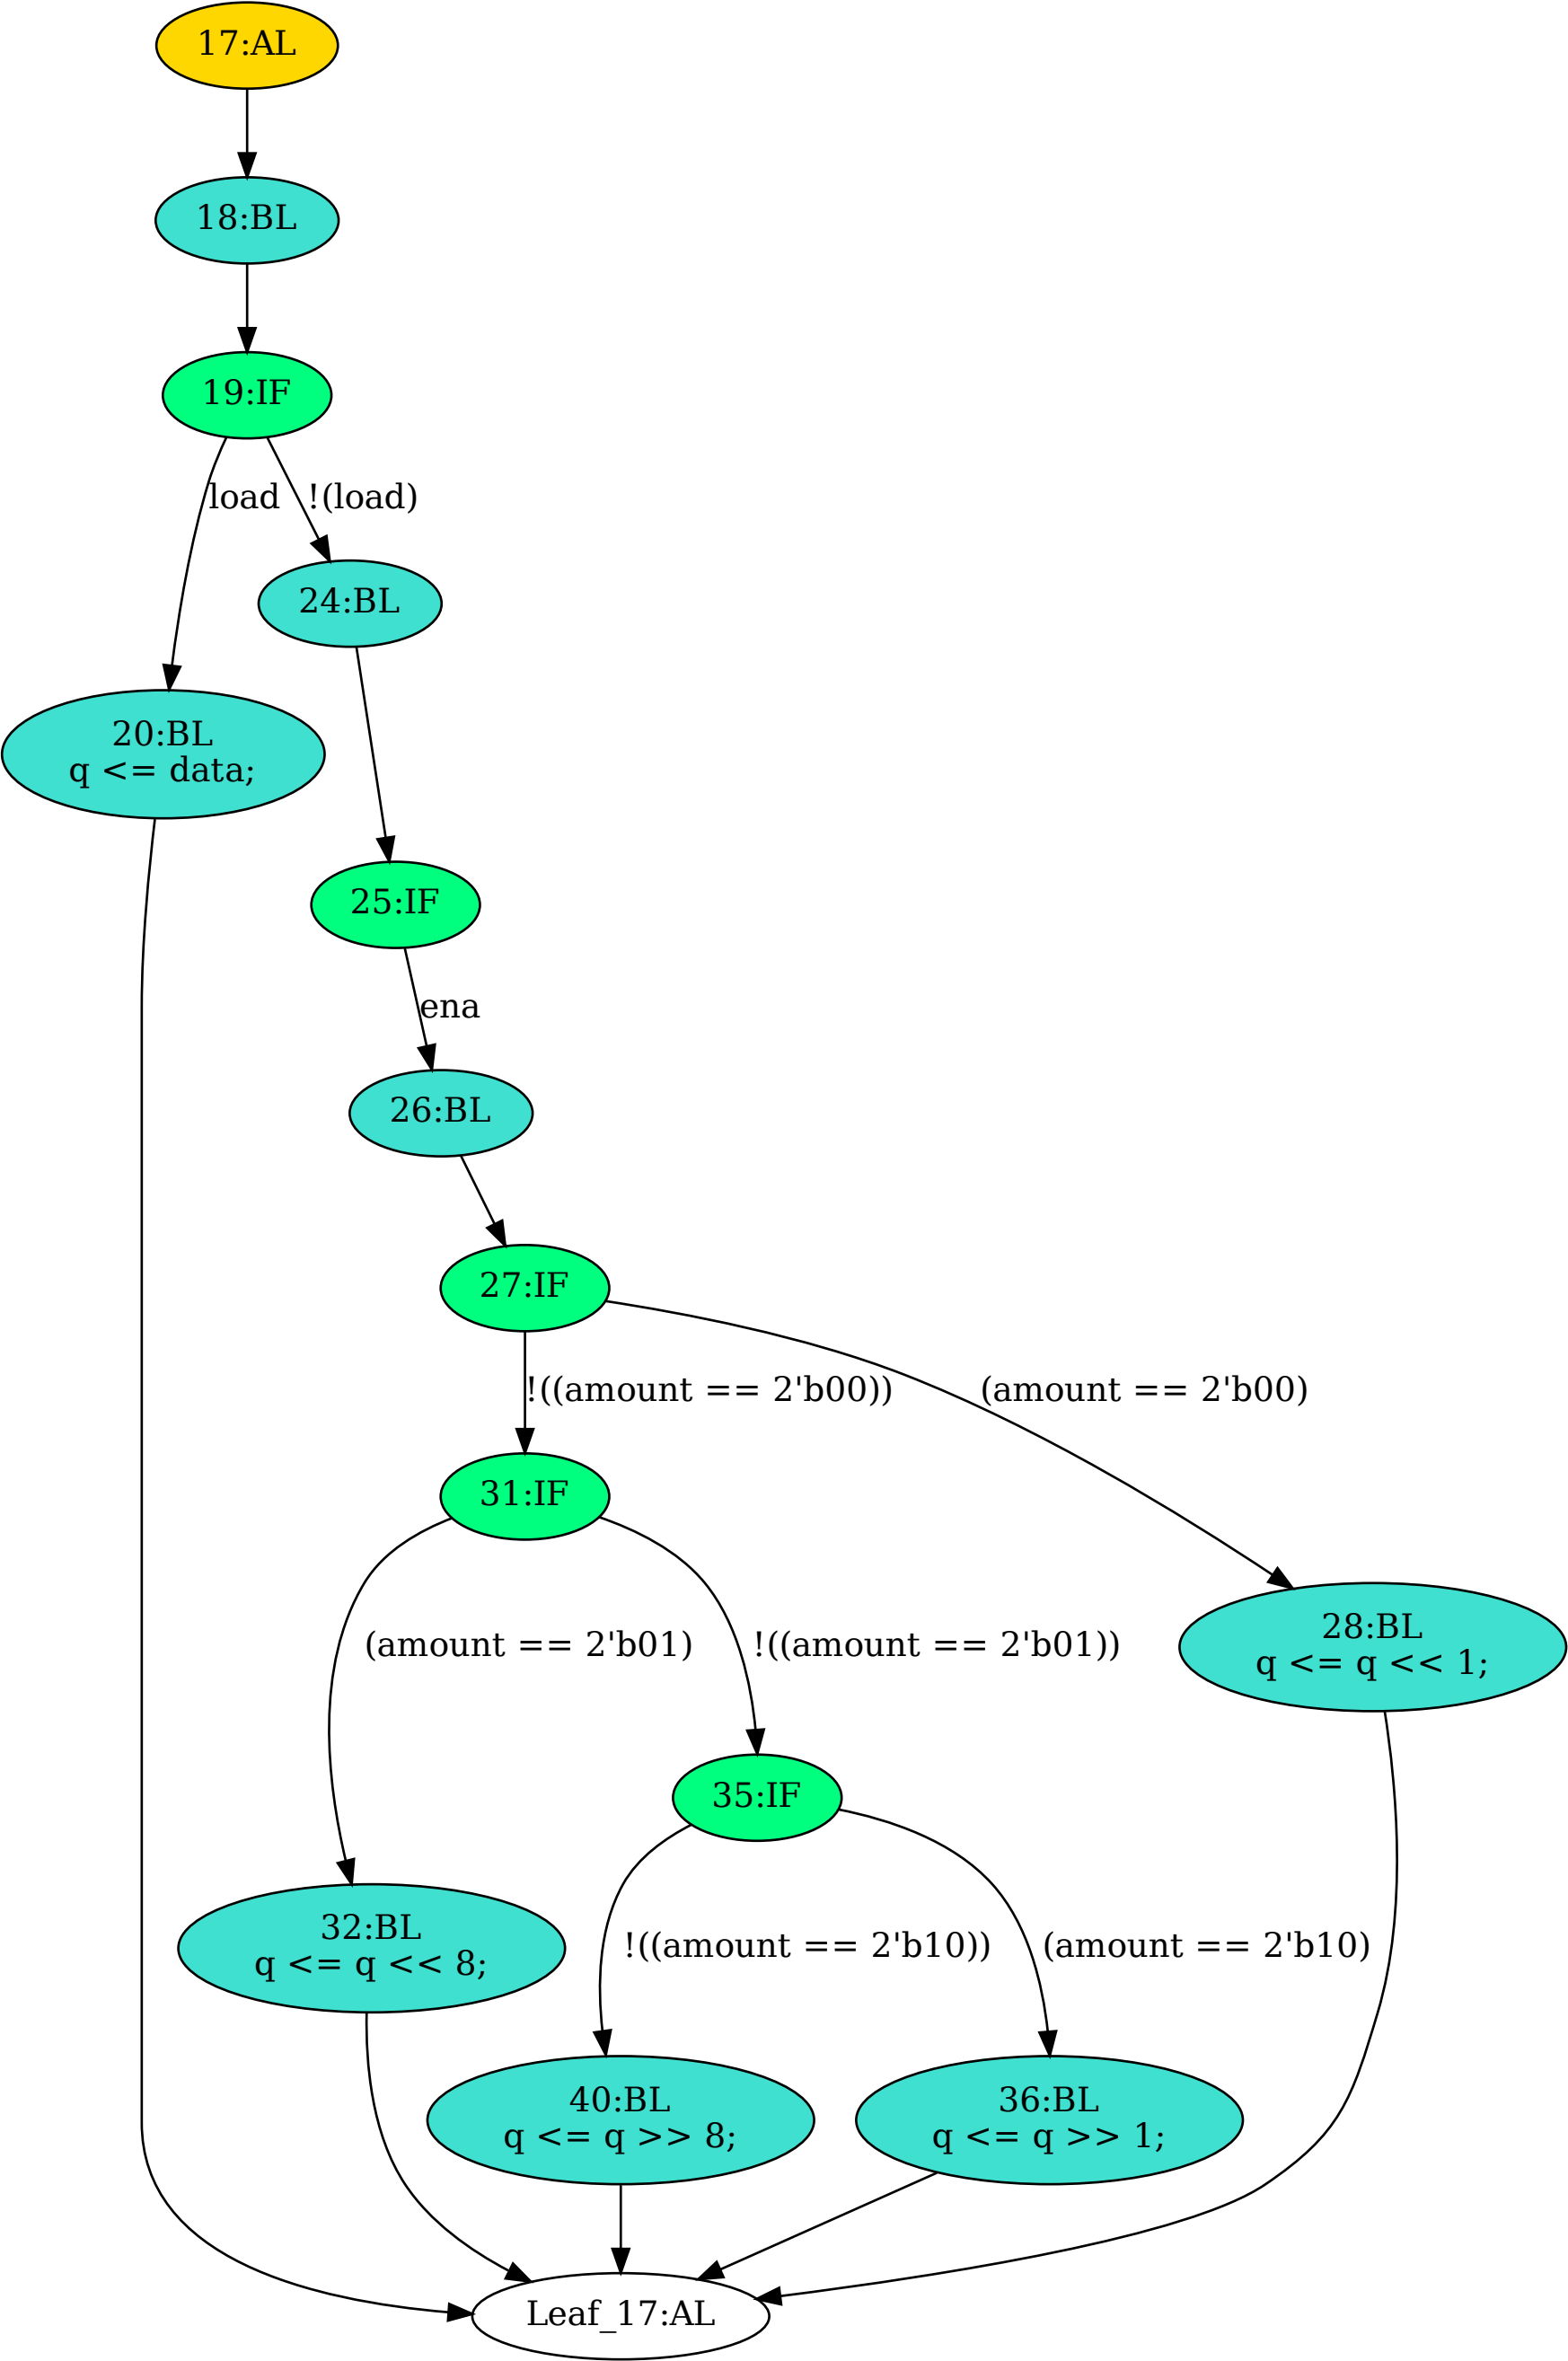 17:AL
18:BL
19:IF
load
!(load)
24:BL
20:BL
q <= data;
25:IF
ena
26:BL
27:IF
!((amount == 2'b00))
(amount == 2'b00)
31:IF
(amount == 2'b01)
!((amount == 2'b01))
28:BL
q <= q << 1;
35:IF
32:BL
q <= q << 8;
!((amount == 2'b10))
(amount == 2'b10)
40:BL
q <= q >> 8;
36:BL
q <= q >> 1;
Leaf_17:AL